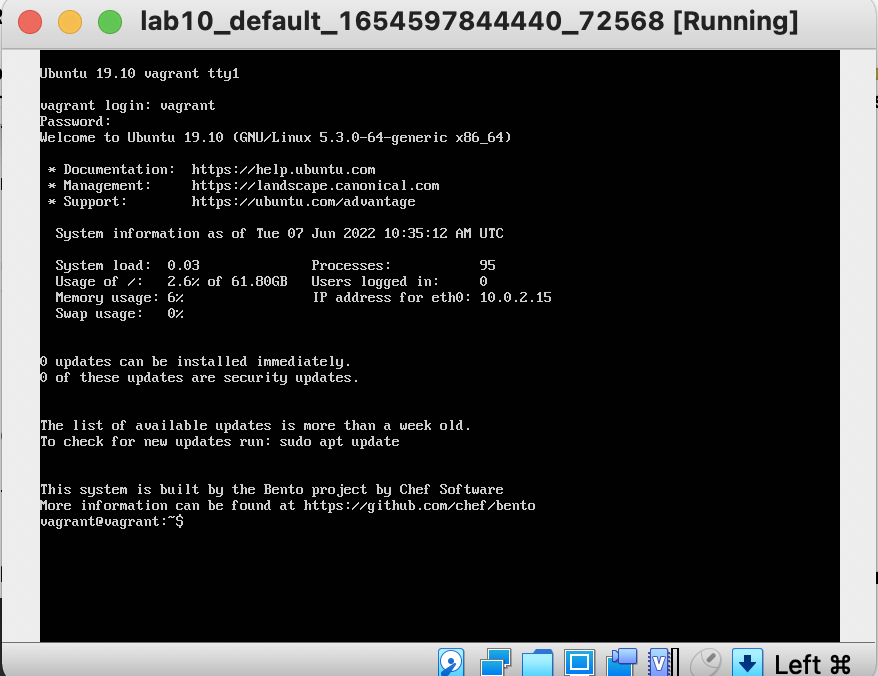 lab10_default_1654597844440_72568 [Running]
Ubuntu 19.10 vagrant tty1
vagrant login: vagrant
Password:
Welcome to Ubuntu 19.10 (GNU/Linux 5.3.0-64-generic x86_64)
* Documentation:  https://help.ubuntu.com
* Management:     https://landscape.canonical.com
* Support:        https://ubuntu.com/advantage
System information as of Tue 07 Jun 2022 10:35:12 AM UTC
System load:  0.03              Processes:           95
Usage of /:   2.6% of 61.80GB   Users logged in:     0
Memory usage: 6%                IP address for eth0: 10.0.2.15
Swap usage:   0%
0 updates can be installed immediately.
0 of these updates are security updates.
The list of available updates is more than a week old.
To check for new updates run: sudo apt update
This system is built by the Bento project by Chef Software
More information can be found at https://github.com/chef/bento
vagrant@vagrant:~$
V
Left ⌘